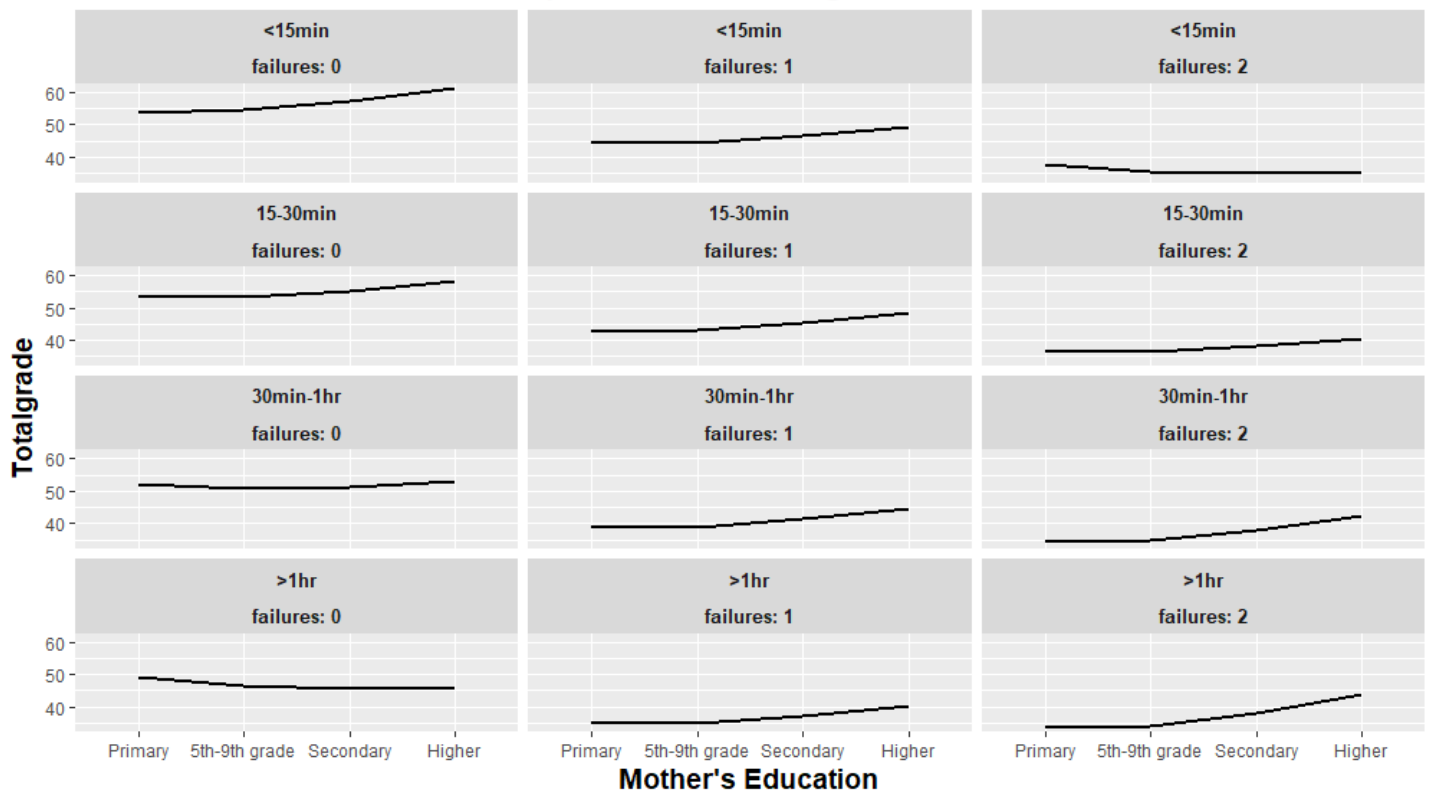 <15min
failures: 0
<15min
failures: 1
<15min
failures: 2
60
50
40
15-30min
failures: 0
15-30min
failures: 1
15-30min
failures: 2
60
50
40
30min-1hr
failures: 0
30min-1hr
failures: 1
30min-1hr
failures: 2
60
50
40
>1hr
failures: 0
>1hr
failures: 1
>1hr
failures: 2
60
50
40
Totalgrade
Primary 5th-9th grade Secondary Higher
Primary 5th-9th grade Secondary Higher
Primary 5th-9th grade Secondary Higher
Mother's Education